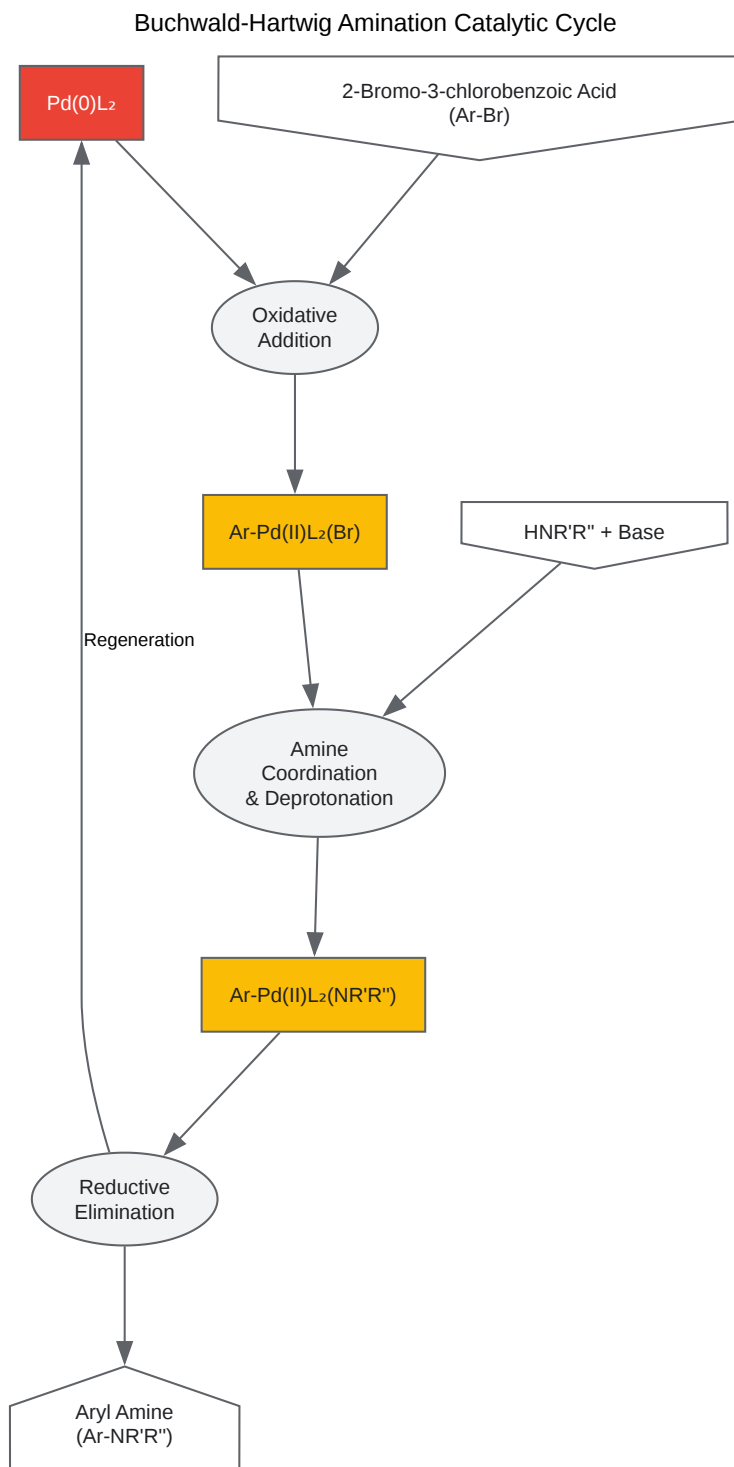 Buchwald-Hartwig Amination Catalytic Cycle
Pd(0)L₂
2-Bromo-3-chlorobenzoic Acid
(Ar-Br)
Oxidative
Addition
Ar-Pd(II)L₂(Br)
HNR'R'' + Base
Regeneration
Amine
Coordination
& Deprotonation
Ar-Pd(II)L₂(NR'R'')
Reductive
Elimination
Aryl Amine
(Ar-NR'R'')